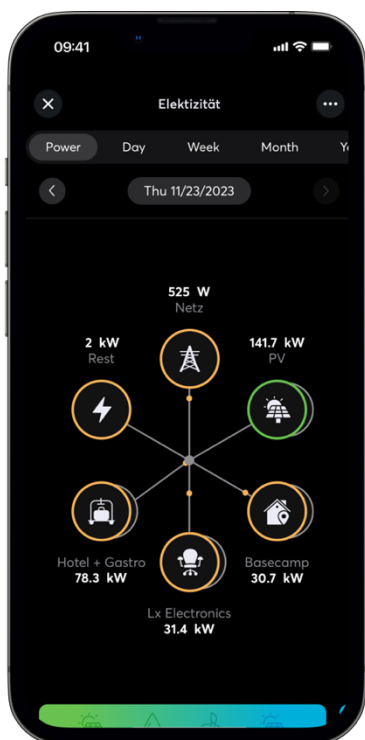 09:41
Elektizität
Power Day Week Month
Thu 11/23/2023
525 W
Netz
2 kW
Rest
141.7 kW
PV
Hotel + Gastro
78.3 kW
Basecamp
30.7 kW
Lx Electronics
31.4 kW